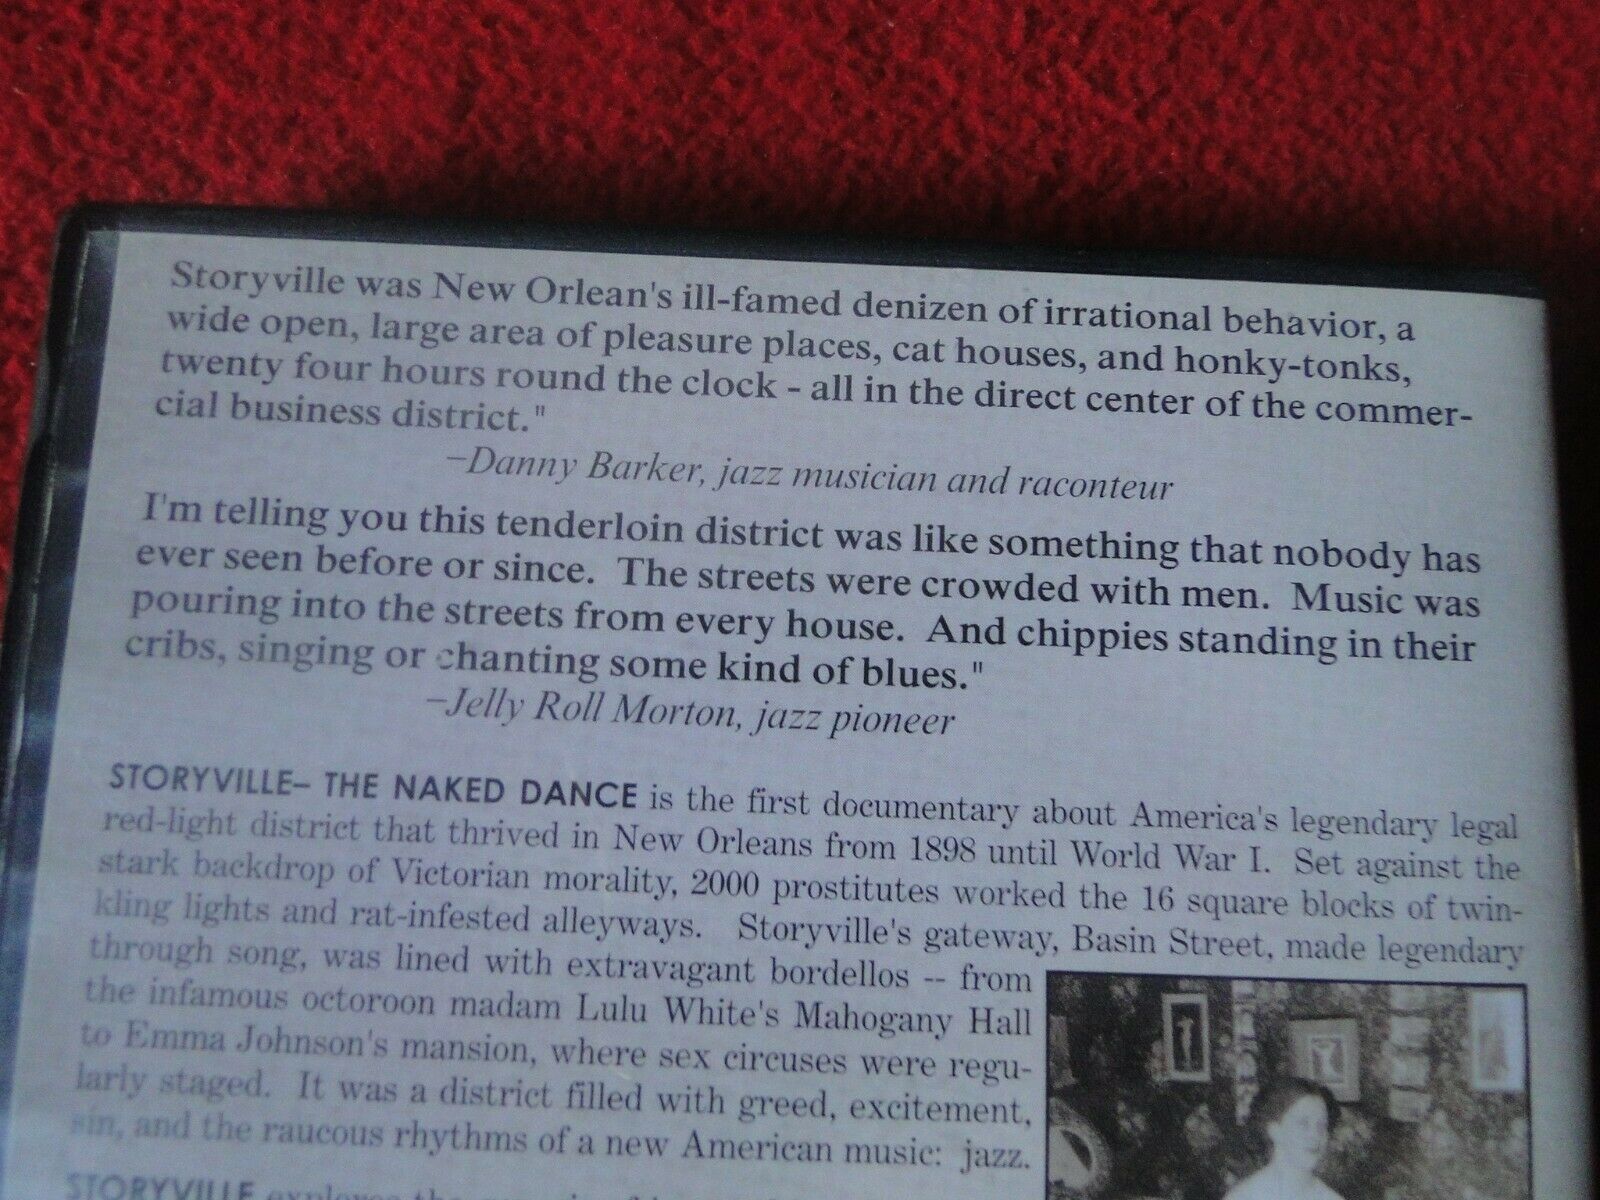 Storyville was New Orlean's ill-famed denizen of irrational behavior, a
wide open, large area of pleasure places, cat houses, and honky-tonks,
twenty four hours round the clock - all in the direct center of the commer-
cial business district."
–Danny Barker, jazz musician and raconteur
I'm telling you this tenderloin district was like something that nobody has
ever seen before or since. The streets were crowded with men. Music was
pouring into the streets from every house. And chippies standing in their
cribs, singing or chanting some kind of blues."
–Jelly Roll Morton, jazz pioneer
STORYVILLE– THE NAKED DANCE is the first documentary about America's legendary legal
red-light district that thrived in New Orleans from 1898 until World War I. Set against the
stark backdrop of Victorian morality, 2000 prostitutes worked the 16 square blocks of twin-
kling lights and rat-infested alleyways. Storyville's gateway, Basin Street, made legendary
through song, was lined with extravagant bordellos -- from
the infamous octoroon madam Lulu White's Mahogany Hall
to Emma Johnson's mansion, where sex circuses were regu-
larly staged. It was a district filled with greed, excitement,
sin, and the raucous rhythms of a new American music: jazz.
STORYVILLE explores the